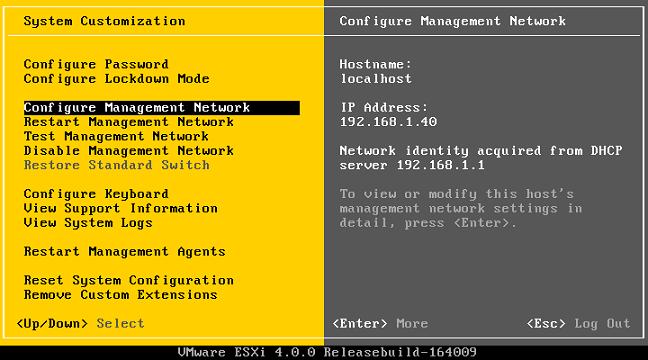 System Customization
Configure Password
Configure Lockdown Mode
Configure Management Network
Restart Management Network
Test Management Network
Disable Management Network
Restore Standard Switch
Configure Keyboard
View Support Information
View System Logs
Restart Management Agents
Reset System Configuration
Remove Custom Extensions
<Up/Down> Select
Configure Management Network
Hostname:
localhost
IP Address:
192.168.1.40
Network identity acquired from DHCP
server 192.168.1.1
To view or modify this host's
management network settings in
detail, press <Enter>.
<Enter> More
<Esc> Log Out
VMware ESXi 4.0.0 Releasebuild-164009